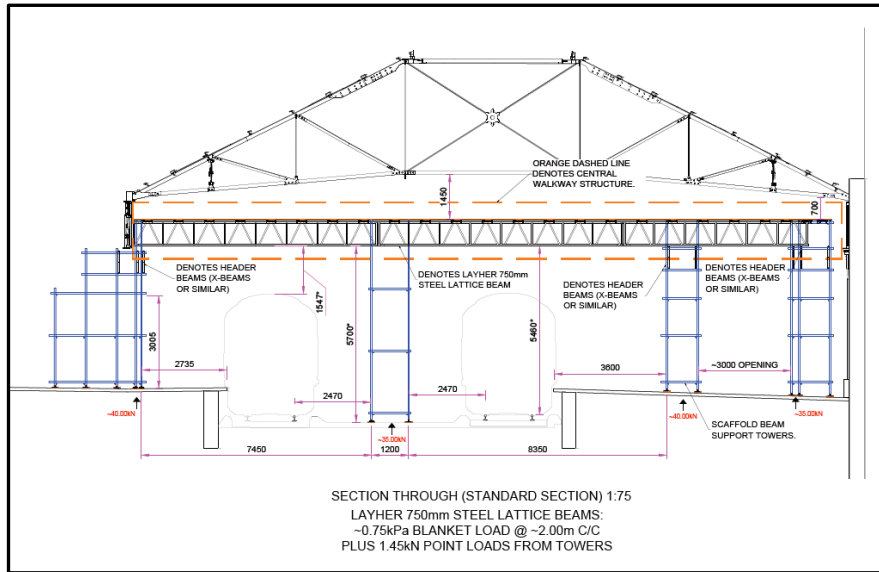 ORANGE DASHED LINE
DENOTES CENTRAL
WALKWAY STRUCTURE.
1450
700
DENOTES HEADER
BEAMS (X-BEAMS
OR SIMILAR)
DENOTES LAYHER 750mm
STEEL LATTICE BEAM
DENOTES HEADER
BEAMS (X-BEAMS
OR SIMILAR)
DENOTES HEADER
BEAMS (X-BEAMS
OR SIMILAR)
1547*
5700*
5460*
3005
2735
3600
~3000 OPENING
2470
2470
~40.00kN
~35.00kN
~40.00kN
~35.00kN
SCAFFOLD BEAM
SUPPORT TOWERS.
7450
1200
8350
SECTION THROUGH (STANDARD SECTION) 1:75
LAYHER 750mm STEEL LATTICE BEAMS:
~0.75kPa BLANKET LOAD @ ~2.00m C/C
PLUS 1.45kN POINT LOADS FROM TOWERS